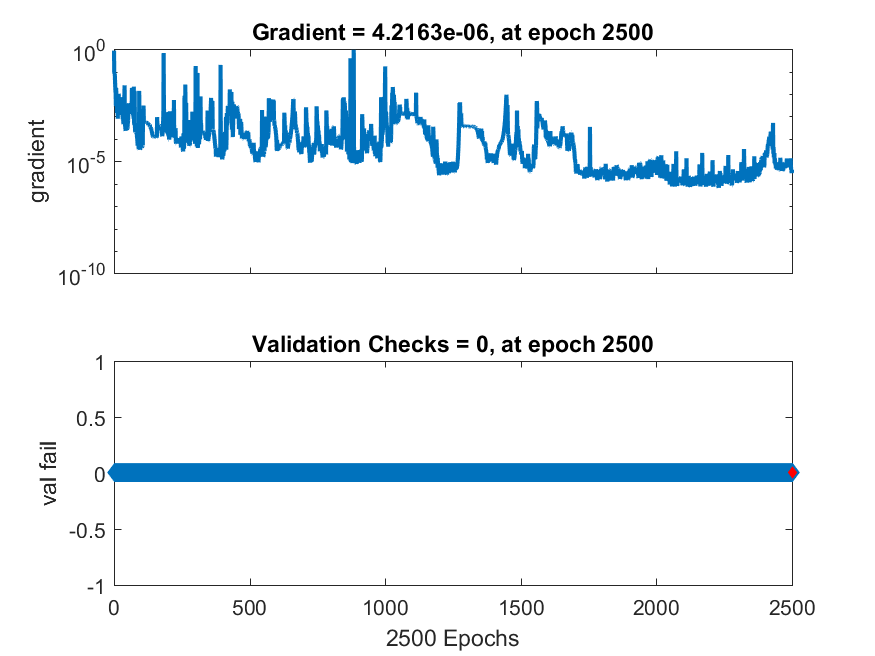 Gradient = 4.2163e-06, at epoch 2500
10^0
10^-5
10^-10
gradient
Validation Checks = 0, at epoch 2500
1
0.5
0
-0.5
-1
val fail
0 500 1000 1500 2000 2500
2500 Epochs